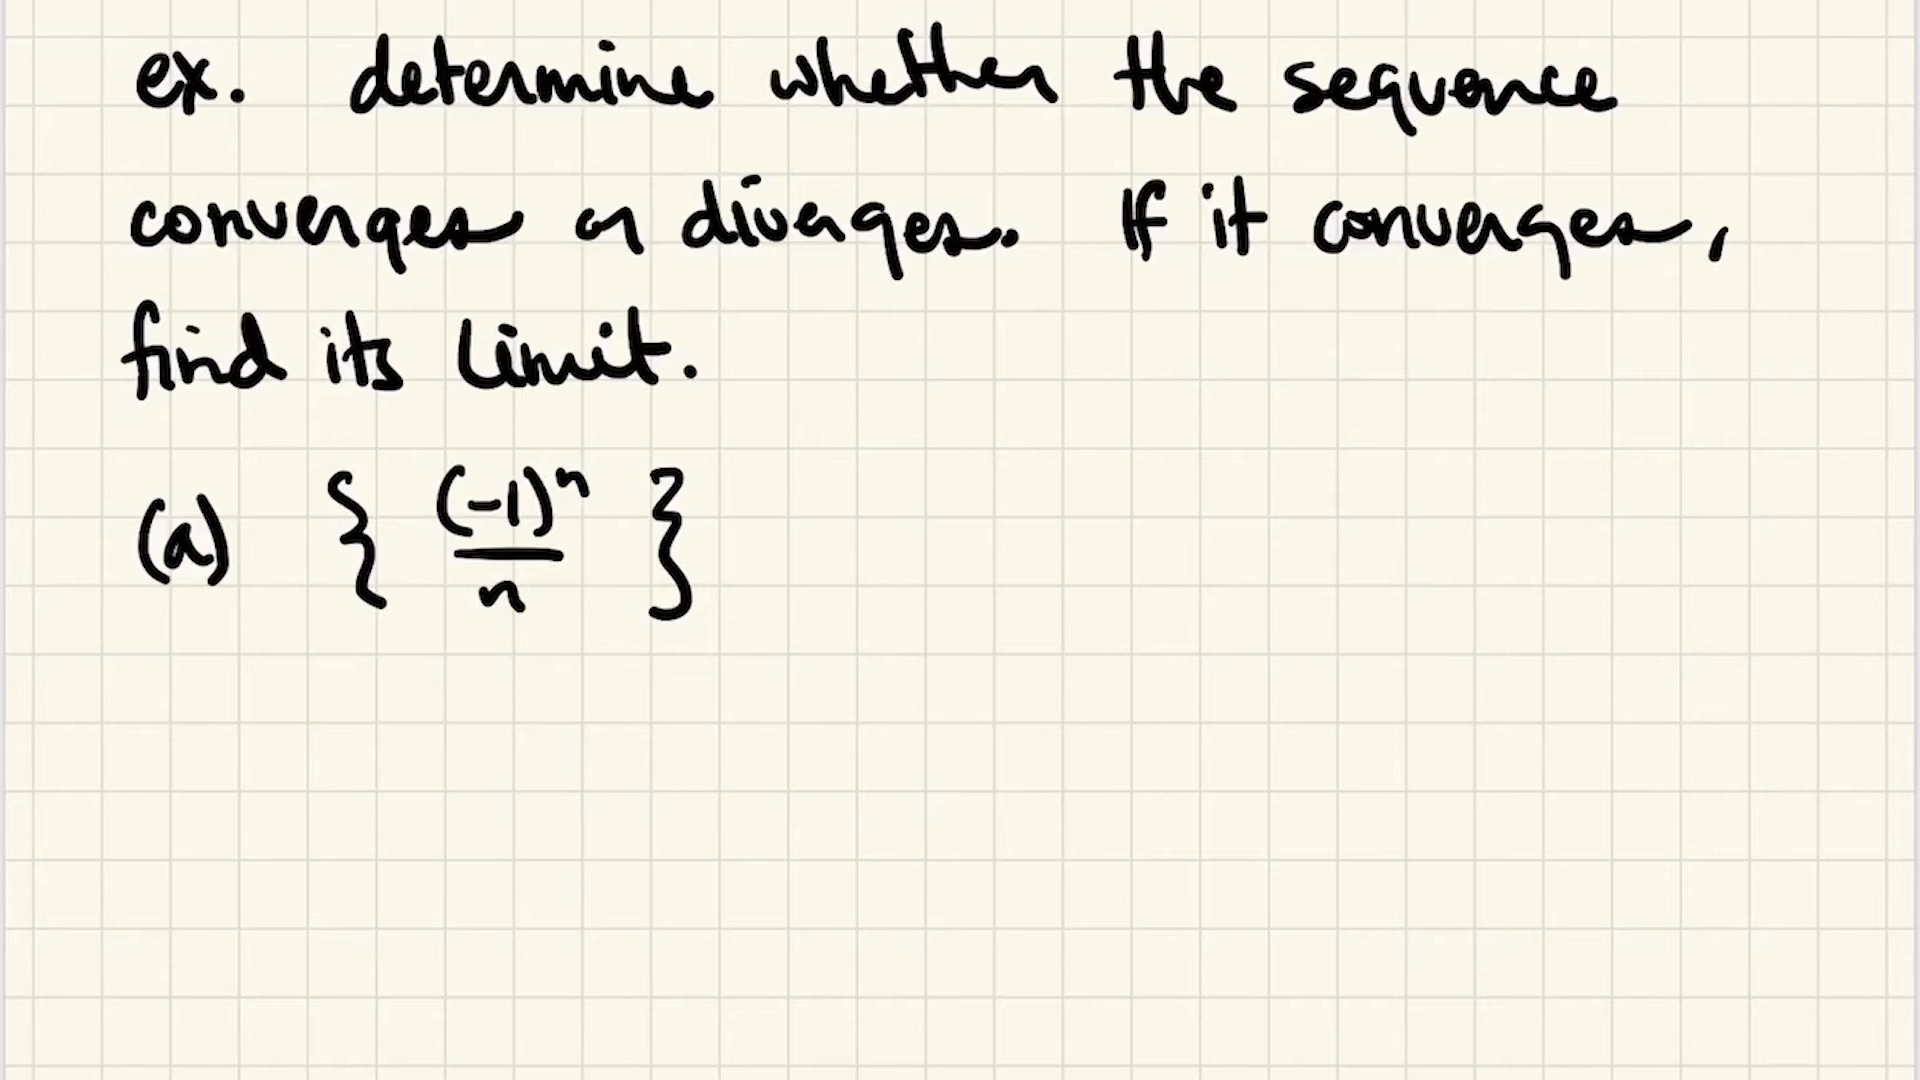 ex. determine whether the sequence
converges or diverges. If it converges,
find its limit.
(a) { (-1)^n / n }